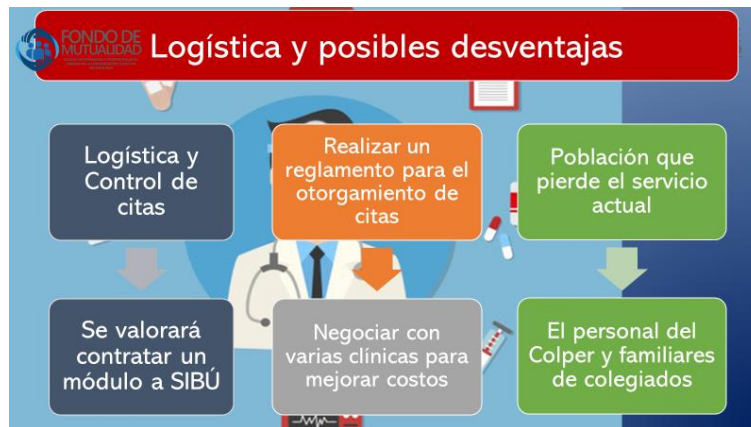 FONDO DE
MUTUALIDAD
Logística y posibles desventajas
Logística y
Control de
citas
Realizar un
reglamento para el
otorgamiento de
citas
Población que
pierde el servicio
actual
Se valorará
contratar un
módulo a SIBÚ
Negociar con
varias clínicas para
mejorar costos
El personal del
Colper y familiares
de colegiados